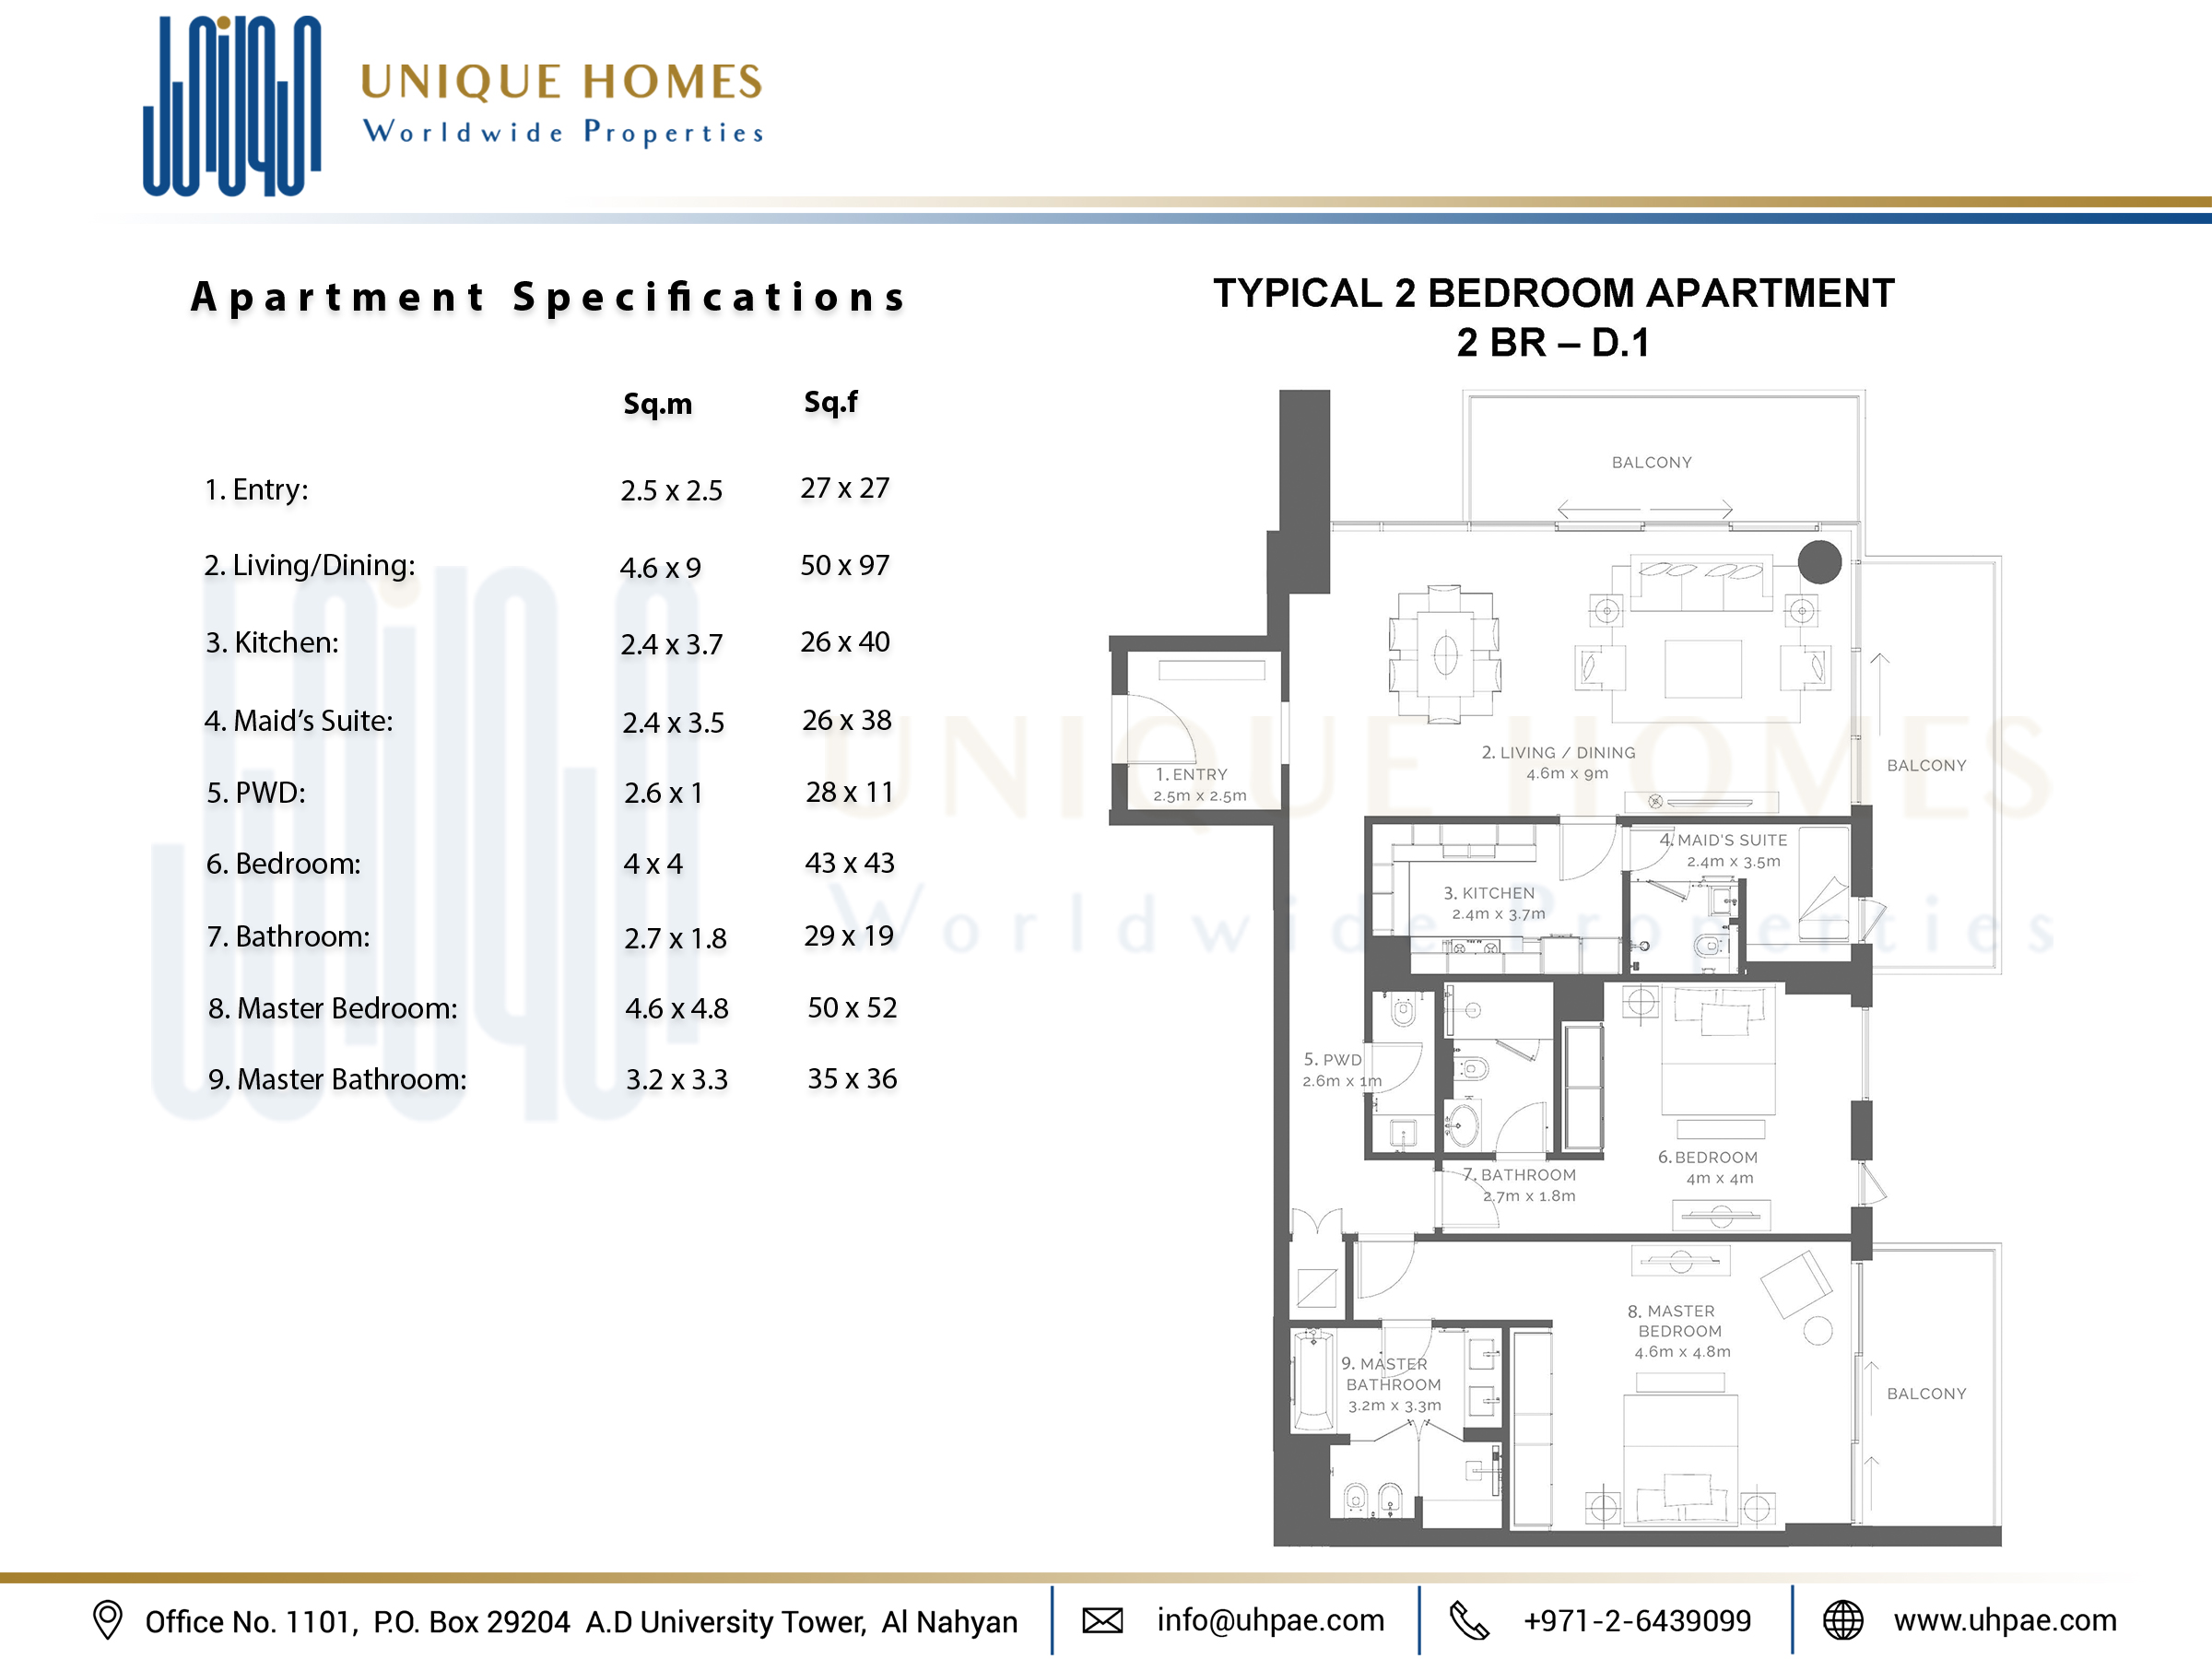 UNIQUE HOMES
Worldwide Properties
Apartment Specifications
Sq.m Sq.f
1. Entry: 2.5 x 2.5 27 x 27
2. Living/Dining: 4.6 x 9 50 x 97
3. Kitchen: 2.4 x 3.7 26 x 40
4. Maid’s Suite: 2.4 x 3.5 26 x 38
5. PWD: 2.6 x 1 28 x 11
6. Bedroom: 4 x 4 43 x 43
7. Bathroom: 2.7 x 1.8 29 x 19
8. Master Bedroom: 4.6 x 4.8 50 x 52
9. Master Bathroom: 3.2 x 3.3 35 x 36
TYPICAL 2 BEDROOM APARTMENT
2 BR – D.1
BALCONY
2. LIVING / DINING
4.6m x 9m
BALCONY
1. ENTRY
2.5m x 2.5m
4. MAID'S SUITE
2.4m x 3.5m
3. KITCHEN
2.4m x 3.7m
5. PWD
2.6m x 1m
6. BEDROOM
4m x 4m
7. BATHROOM
2.7m x 1.8m
8. MASTER
BEDROOM
4.6m x 4.8m
9. MASTER
BATHROOM
3.2m x 3.3m
BALCONY
UNIQUE HOMES
Worldwide Properties
Office No. 1101, P.O. Box 29204 A.D University Tower, Al Nahyan
info@uhpae.com
+971-2-6439099
www.uhpae.com